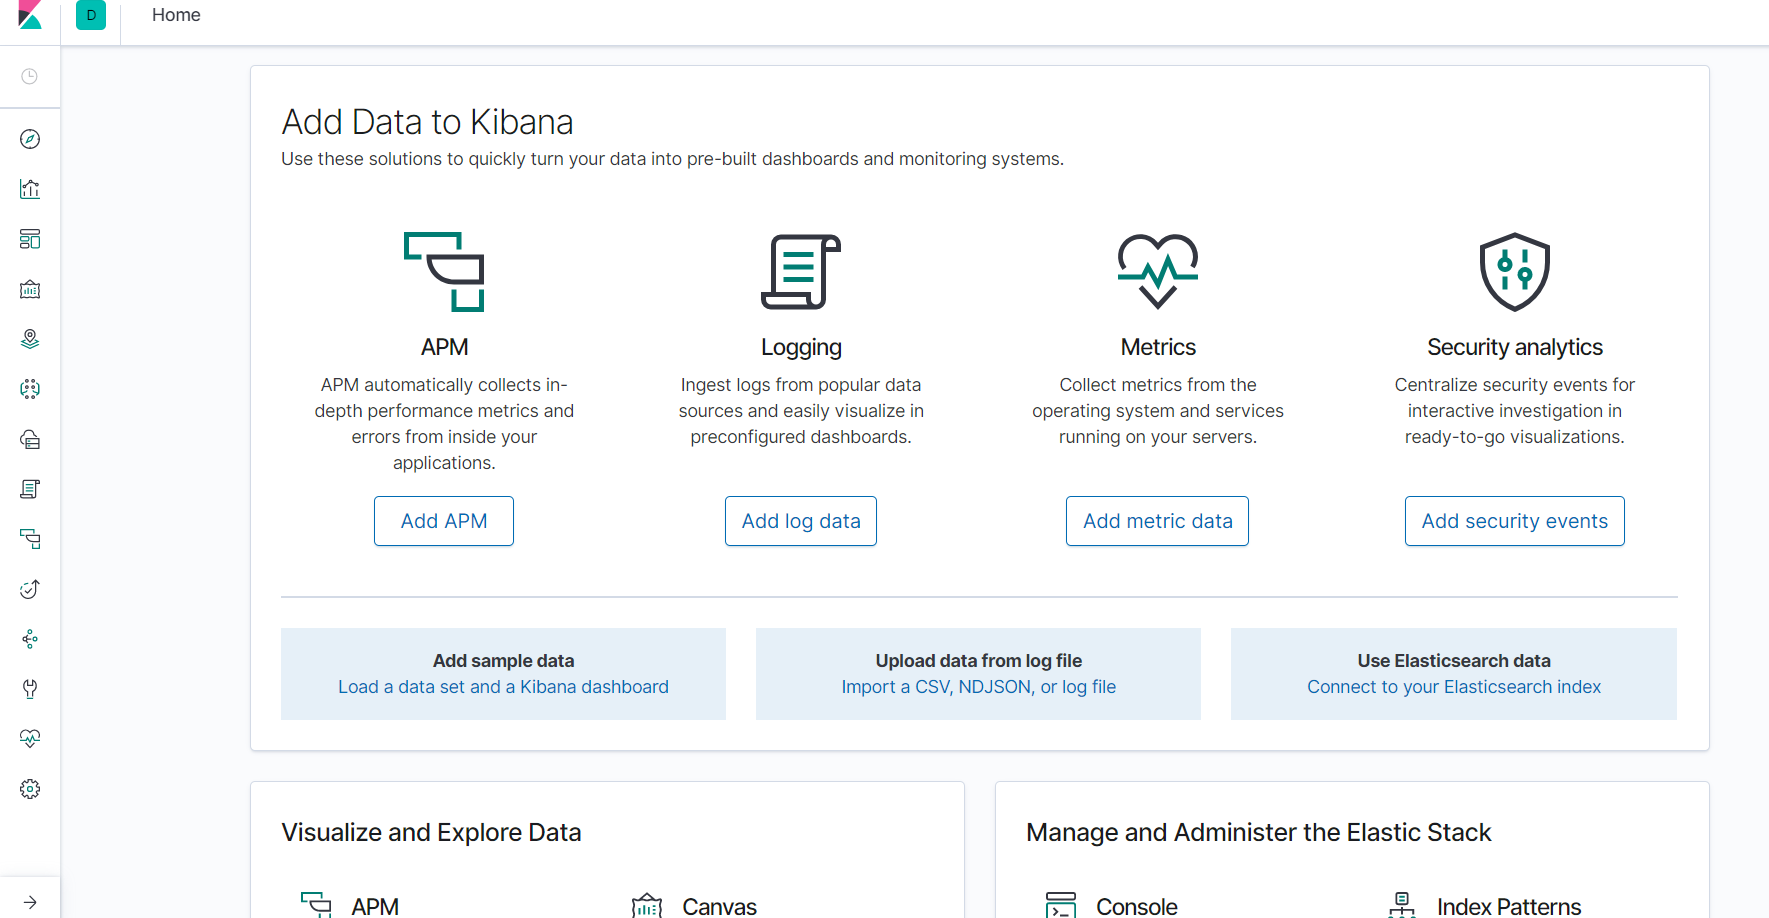 D
Home
Add Data to Kibana
Use these solutions to quickly turn your data into pre-built dashboards and monitoring systems.
APM
APM automatically collects in-
depth performance metrics and
errors from inside your
applications.
Add APM
Logging
Ingest logs from popular data
sources and easily visualize in
preconfigured dashboards.
Add log data
Metrics
Collect metrics from the
operating system and services
running on your servers.
Add metric data
Security analytics
Centralize security events for
interactive investigation in
ready-to-go visualizations.
Add security events
Add sample data
Load a data set and a Kibana dashboard
Upload data from log file
Import a CSV, NDJSON, or log file
Use Elasticsearch data
Connect to your Elasticsearch index
Visualize and Explore Data
APM
Canvas
Manage and Administer the Elastic Stack
Console
Index Patterns